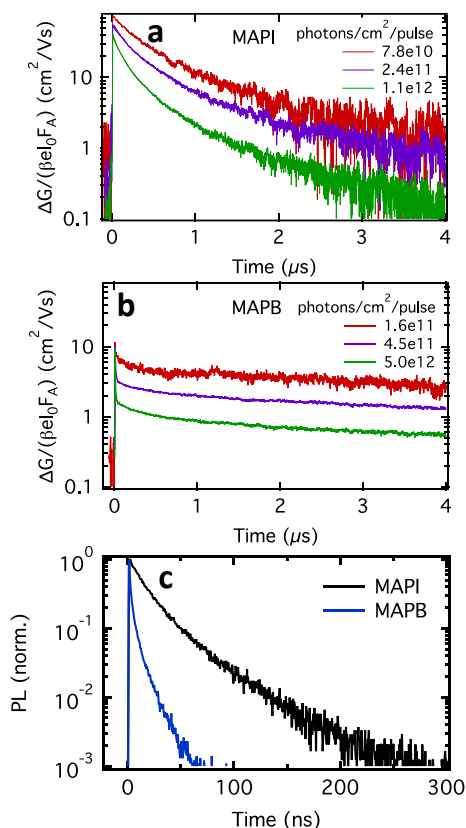 a
MAPI
photons/cm²/pulse
7.8e10
2.4e11
1.1e12
ΔG/(βeI₀F_A) (cm²/Vs)
10
1
0.1
0
1
2
3
4
Time (µs)
b
MAPB
photons/cm²/pulse
1.6e11
4.5e11
5.0e12
ΔG/(βeI₀F_A) (cm²/Vs)
10
1
0.1
0
1
2
3
4
Time (µs)
c
MAPI
MAPB
PL (norm.)
10⁰
10⁻¹
10⁻²
10⁻³
0
100
200
300
Time (ns)